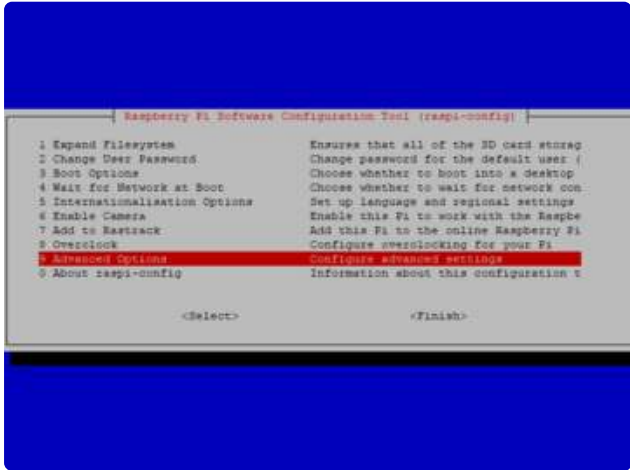 Raspberry Pi Software Configuration Tool (raspi-config)
1 Expand Filesystem Ensures that all of the SD card storag
2 Change User Password Change password for the default user (
3 Boot Options Choose whether to boot into a desktop
4 Wait for Network at Boot Choose whether to wait for network con
5 Internationalisation Options Set up language and regional settings
6 Enable Camera Enable this Pi to work with the Raspbe
7 Add to Rastrack Add this Pi to the online Raspberry Pi
8 Overclock Configure overclocking for your Pi
9 Advanced Options Configure advanced settings
0 About raspi-config Information about this configuration t
<Select> <Finish>